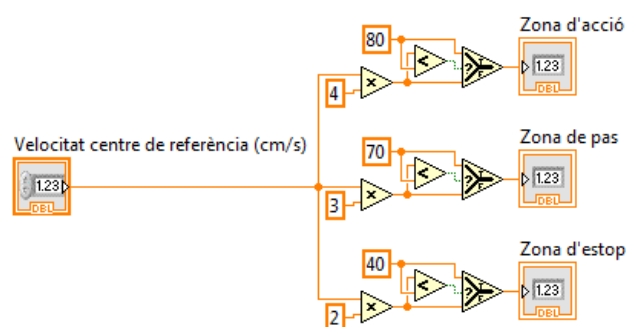 Zona d'acció
80
<
?
T
F
1.23
DBL
4
x
Velocitat centre de referència (cm/s)
1.23
DBL
Zona de pas
70
<
?
T
F
1.23
DBL
3
x
Zona d'estop
40
<
?
T
F
1.23
DBL
2
x